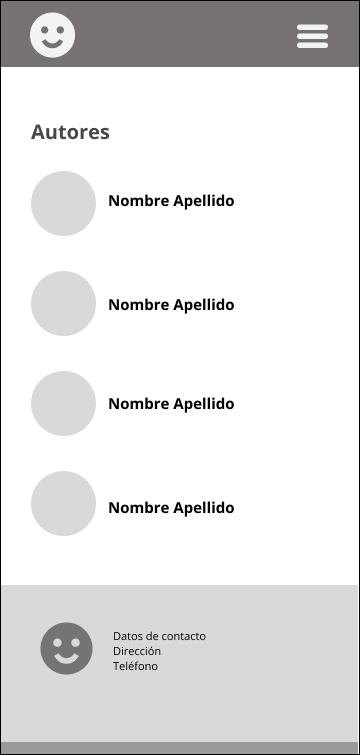 Autores
Nombre Apellido
Nombre Apellido
Nombre Apellido
Nombre Apellido
Datos de contacto
Dirección
Teléfono